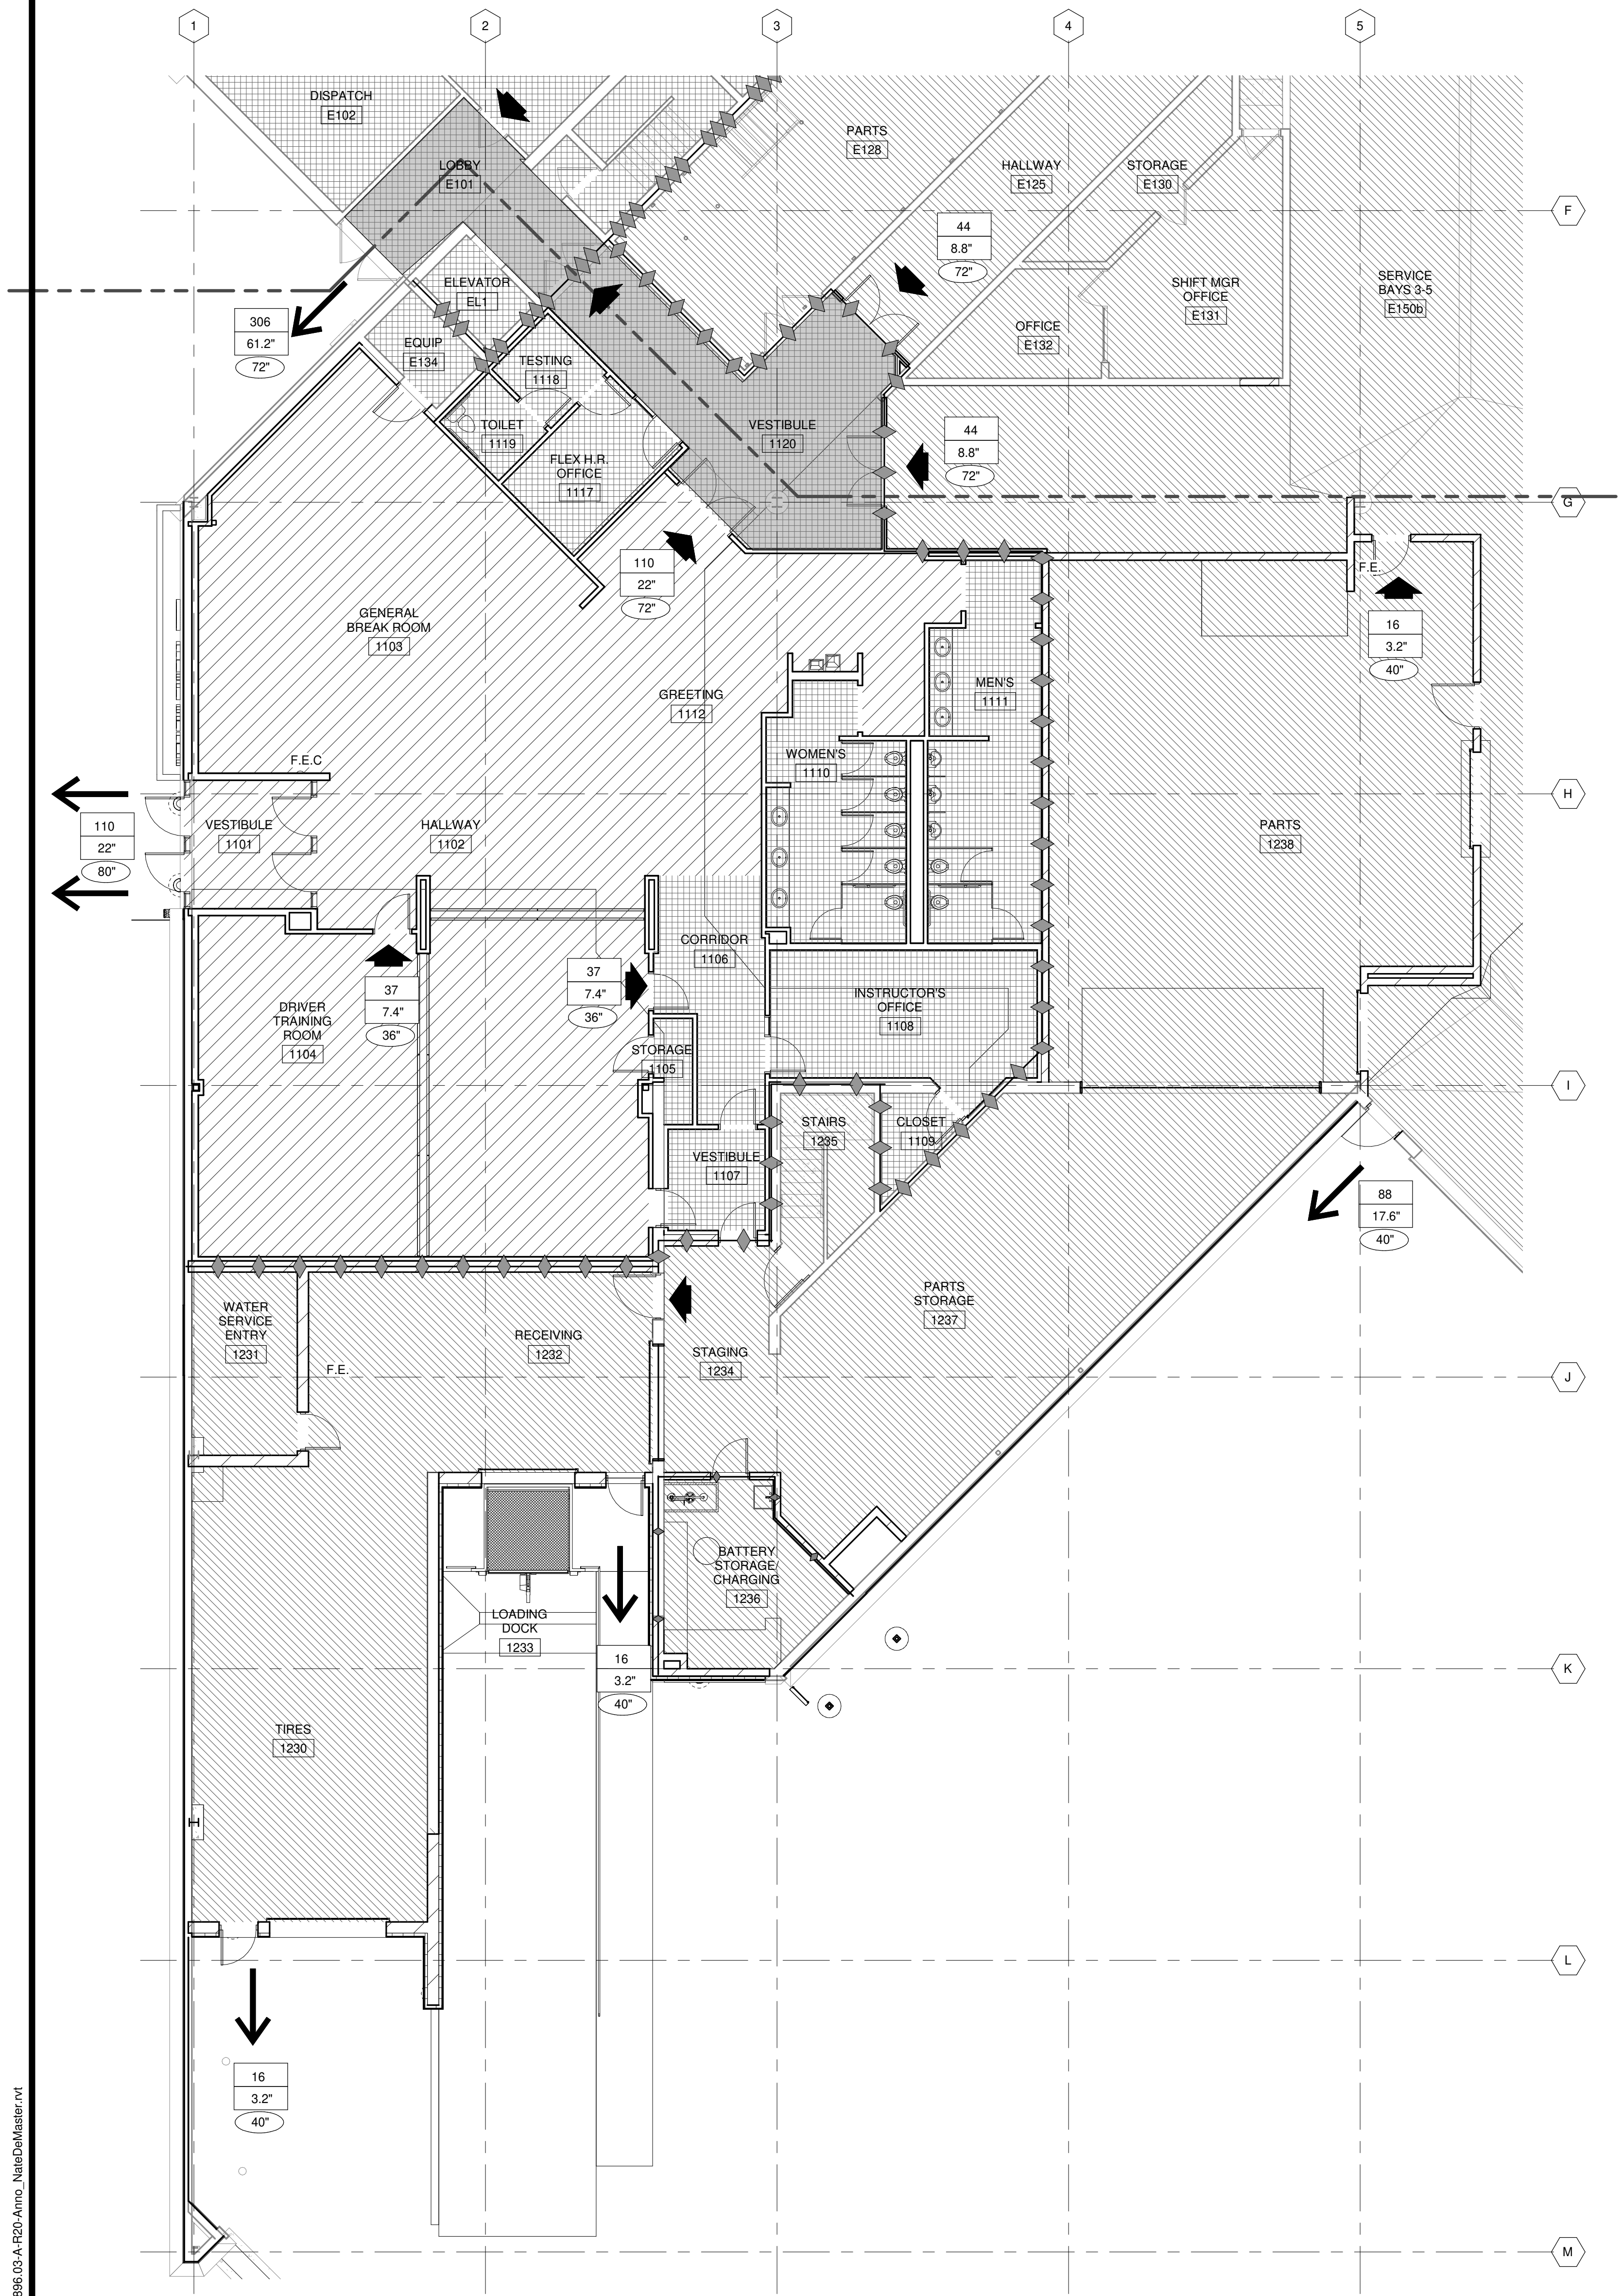 1
2
3
4
5
DISPATCH
E102
PARTS
E128
LOBBY
E101
HALLWAY
E125
STORAGE
E130
F
44
8.8"
72"
ELEVATOR
EL1
SHIFT MGR
OFFICE
E131
SERVICE
BAYS 3-5
E150b
306
61.2"
72"
EQUIP
E134
OFFICE
E132
TESTING
1118
TOILET
1119
VESTIBULE
1120
44
8.8"
72"
FLEX H.R.
OFFICE
1117
G
110
22"
72"
F.E.
GENERAL
BREAK ROOM
1103
16
3.2"
40"
GREETING
1112
MEN'S
1111
WOMEN'S
1110
F.E.C
H
110
22"
80"
VESTIBULE
1101
HALLWAY
1102
PARTS
1238
CORRIDOR
1106
37
7.4"
36"
37
7.4"
36"
DRIVER
TRAINING
ROOM
1104
INSTRUCTOR'S
OFFICE
1108
STORAGE
1105
I
STAIRS
1235
CLOSET
1109
VESTIBULE
1107
88
17.6"
40"
WATER
SERVICE
ENTRY
1231
RECEIVING
1232
PARTS
STORAGE
1237
STAGING
1234
F.E.
J
BATTERY
STORAGE/
CHARGING
1236
LOADING
DOCK
1233
16
3.2"
40"
K
TIRES
1230
L
16
3.2"
40"
M
896.03-A-R20-Anno_NateDeMaster.rvt